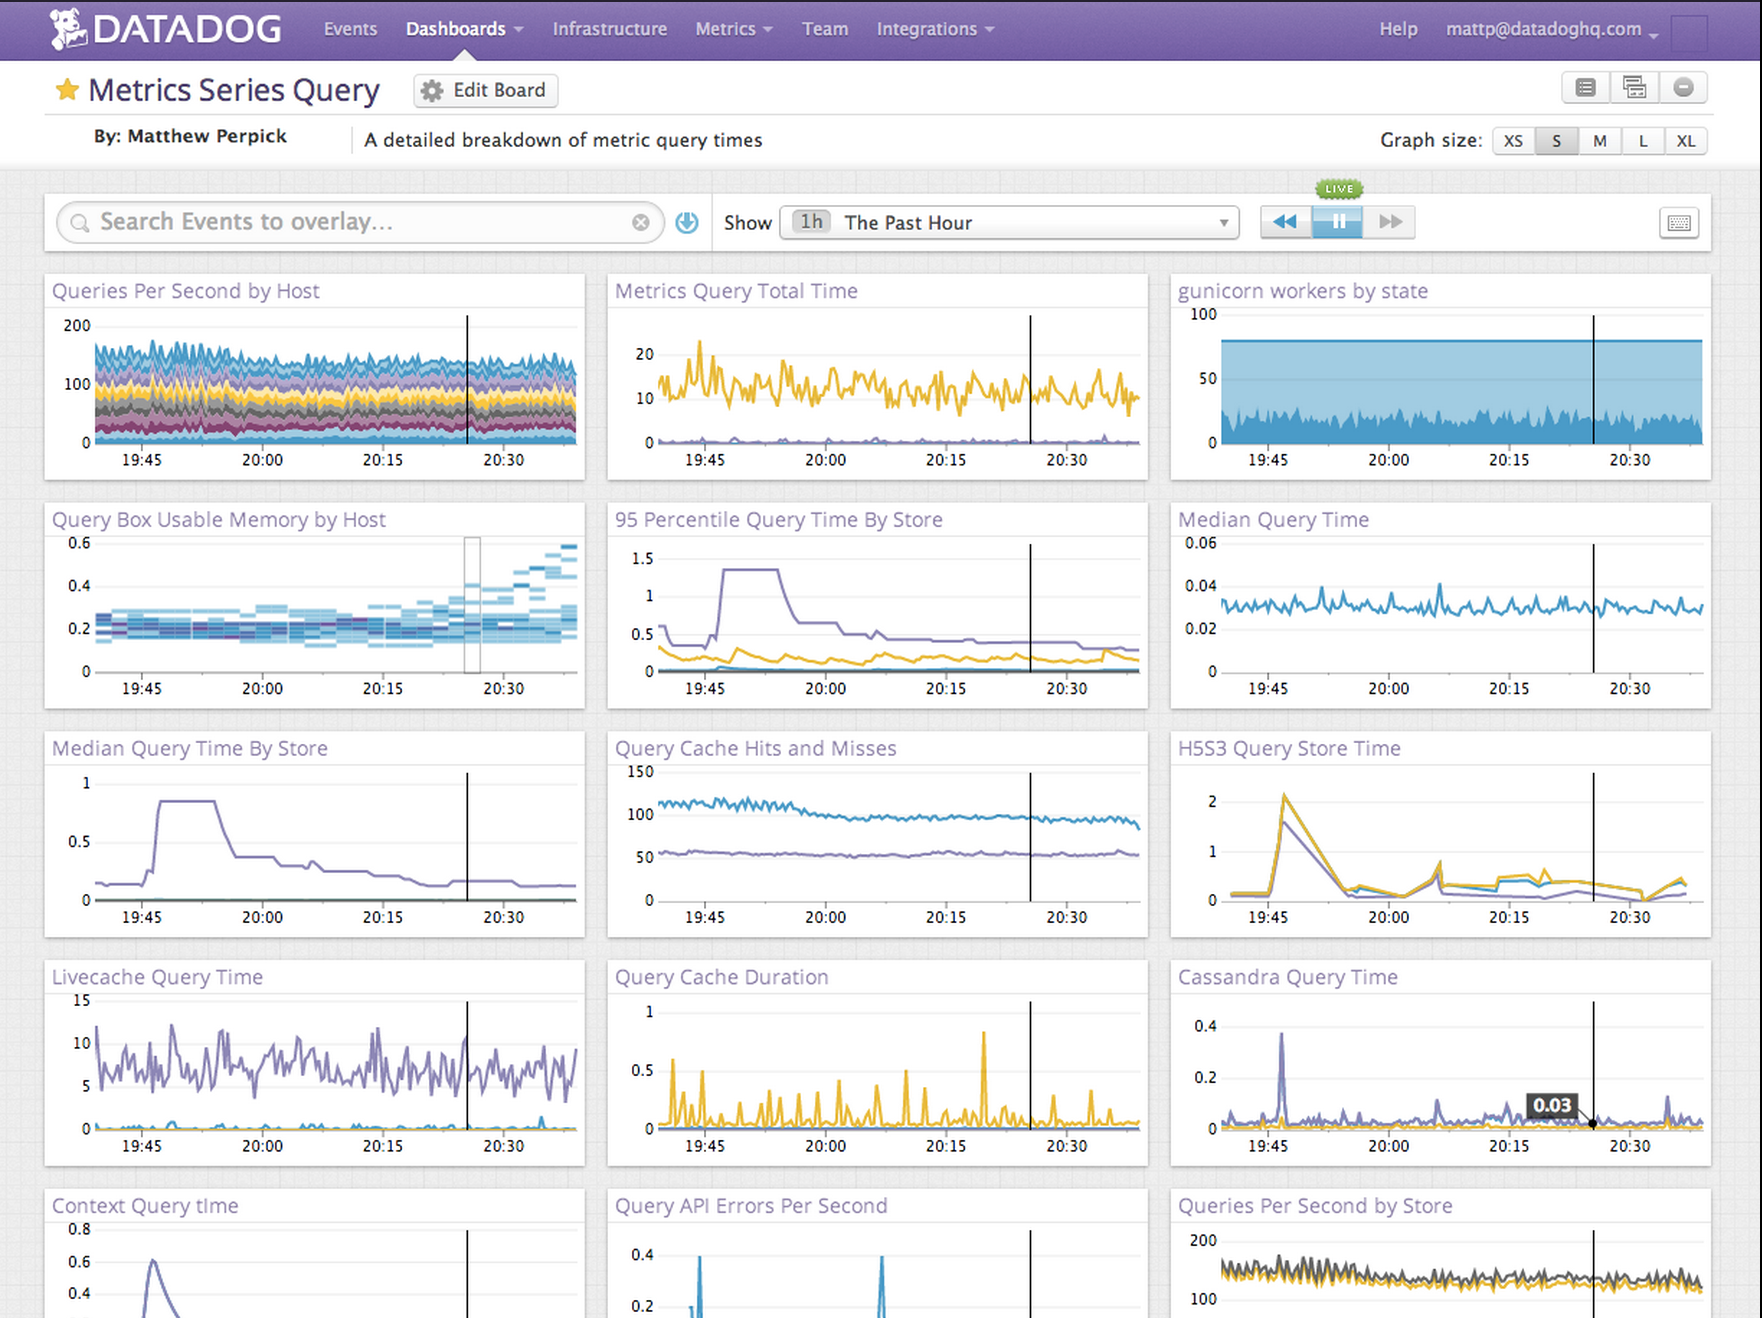 DATADOG Events Dashboards Infrastructure Metrics Team Integrations Help mattp@datadoghq.com
Metrics Series Query Edit Board
By: Matthew Perpick A detailed breakdown of metric query times Graph size: XS S M L XL
LIVE
Search Events to overlay... Show 1h The Past Hour
Queries Per Second by Host
200
100
0
19:45 20:00 20:15 20:30
Metrics Query Total Time
20
10
0
19:45 20:00 20:15 20:30
gunicorn workers by state
100
50
0
19:45 20:00 20:15 20:30
Query Box Usable Memory by Host
0.6
0.4
0.2
0
19:45 20:00 20:15 20:30
95 Percentile Query Time By Store
1.5
1
0.5
0
19:45 20:00 20:15 20:30
Median Query Time
0.06
0.04
0.02
0
19:45 20:00 20:15 20:30
Median Query Time By Store
1
0.5
0
19:45 20:00 20:15 20:30
Query Cache Hits and Misses
150
100
50
0
19:45 20:00 20:15 20:30
H5S3 Query Store Time
2
1
0
19:45 20:00 20:15 20:30
Livecache Query Time
15
10
5
0
19:45 20:00 20:15 20:30
Query Cache Duration
1
0.5
0
19:45 20:00 20:15 20:30
Cassandra Query Time
0.4
0.2
0.03
0
19:45 20:00 20:15 20:30
Context Query tIme
0.8
0.6
0.4
Query API Errors Per Second
0.4
0.2
Queries Per Second by Store
200
100